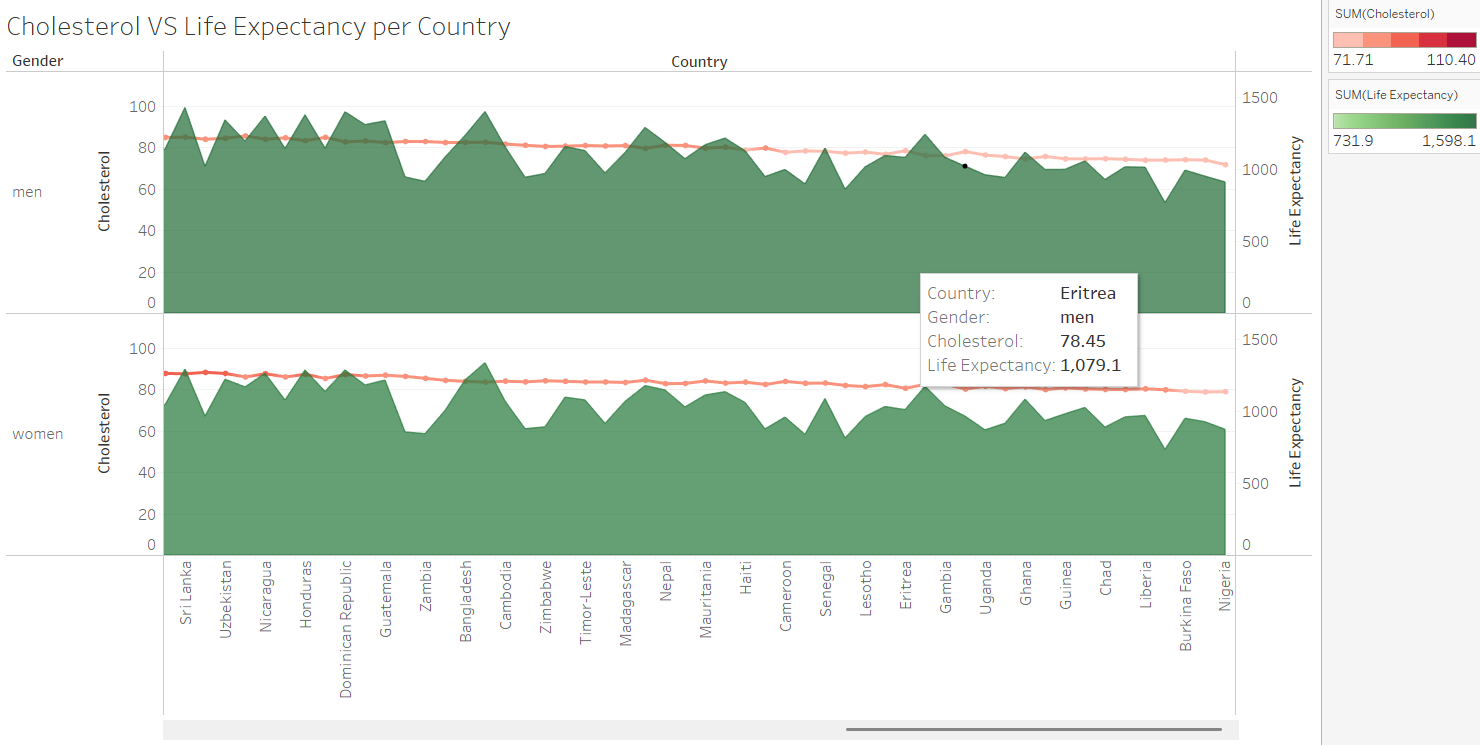 Cholesterol VS Life Expectancy per Country
Gender
Country
men
Cholesterol
100
80
60
40
20
0
1500
1000
500
0
Life Expectancy
Country: Eritrea
Gender: men
Cholesterol: 78.45
Life Expectancy: 1,079.1
women
Cholesterol
100
80
60
40
20
0
1500
1000
500
0
Life Expectancy
Sri Lanka
Uzbekistan
Nicaragua
Honduras
Dominican Republic
Guatemala
Zambia
Bangladesh
Cambodia
Zimbabwe
Timor-Leste
Madagascar
Nepal
Mauritania
Haiti
Cameroon
Senegal
Lesotho
Eritrea
Gambia
Uganda
Ghana
Guinea
Chad
Liberia
Burkina Faso
Nigeria
SUM(Cholesterol)
71.71 110.40
SUM(Life Expectancy)
731.9 1,598.1